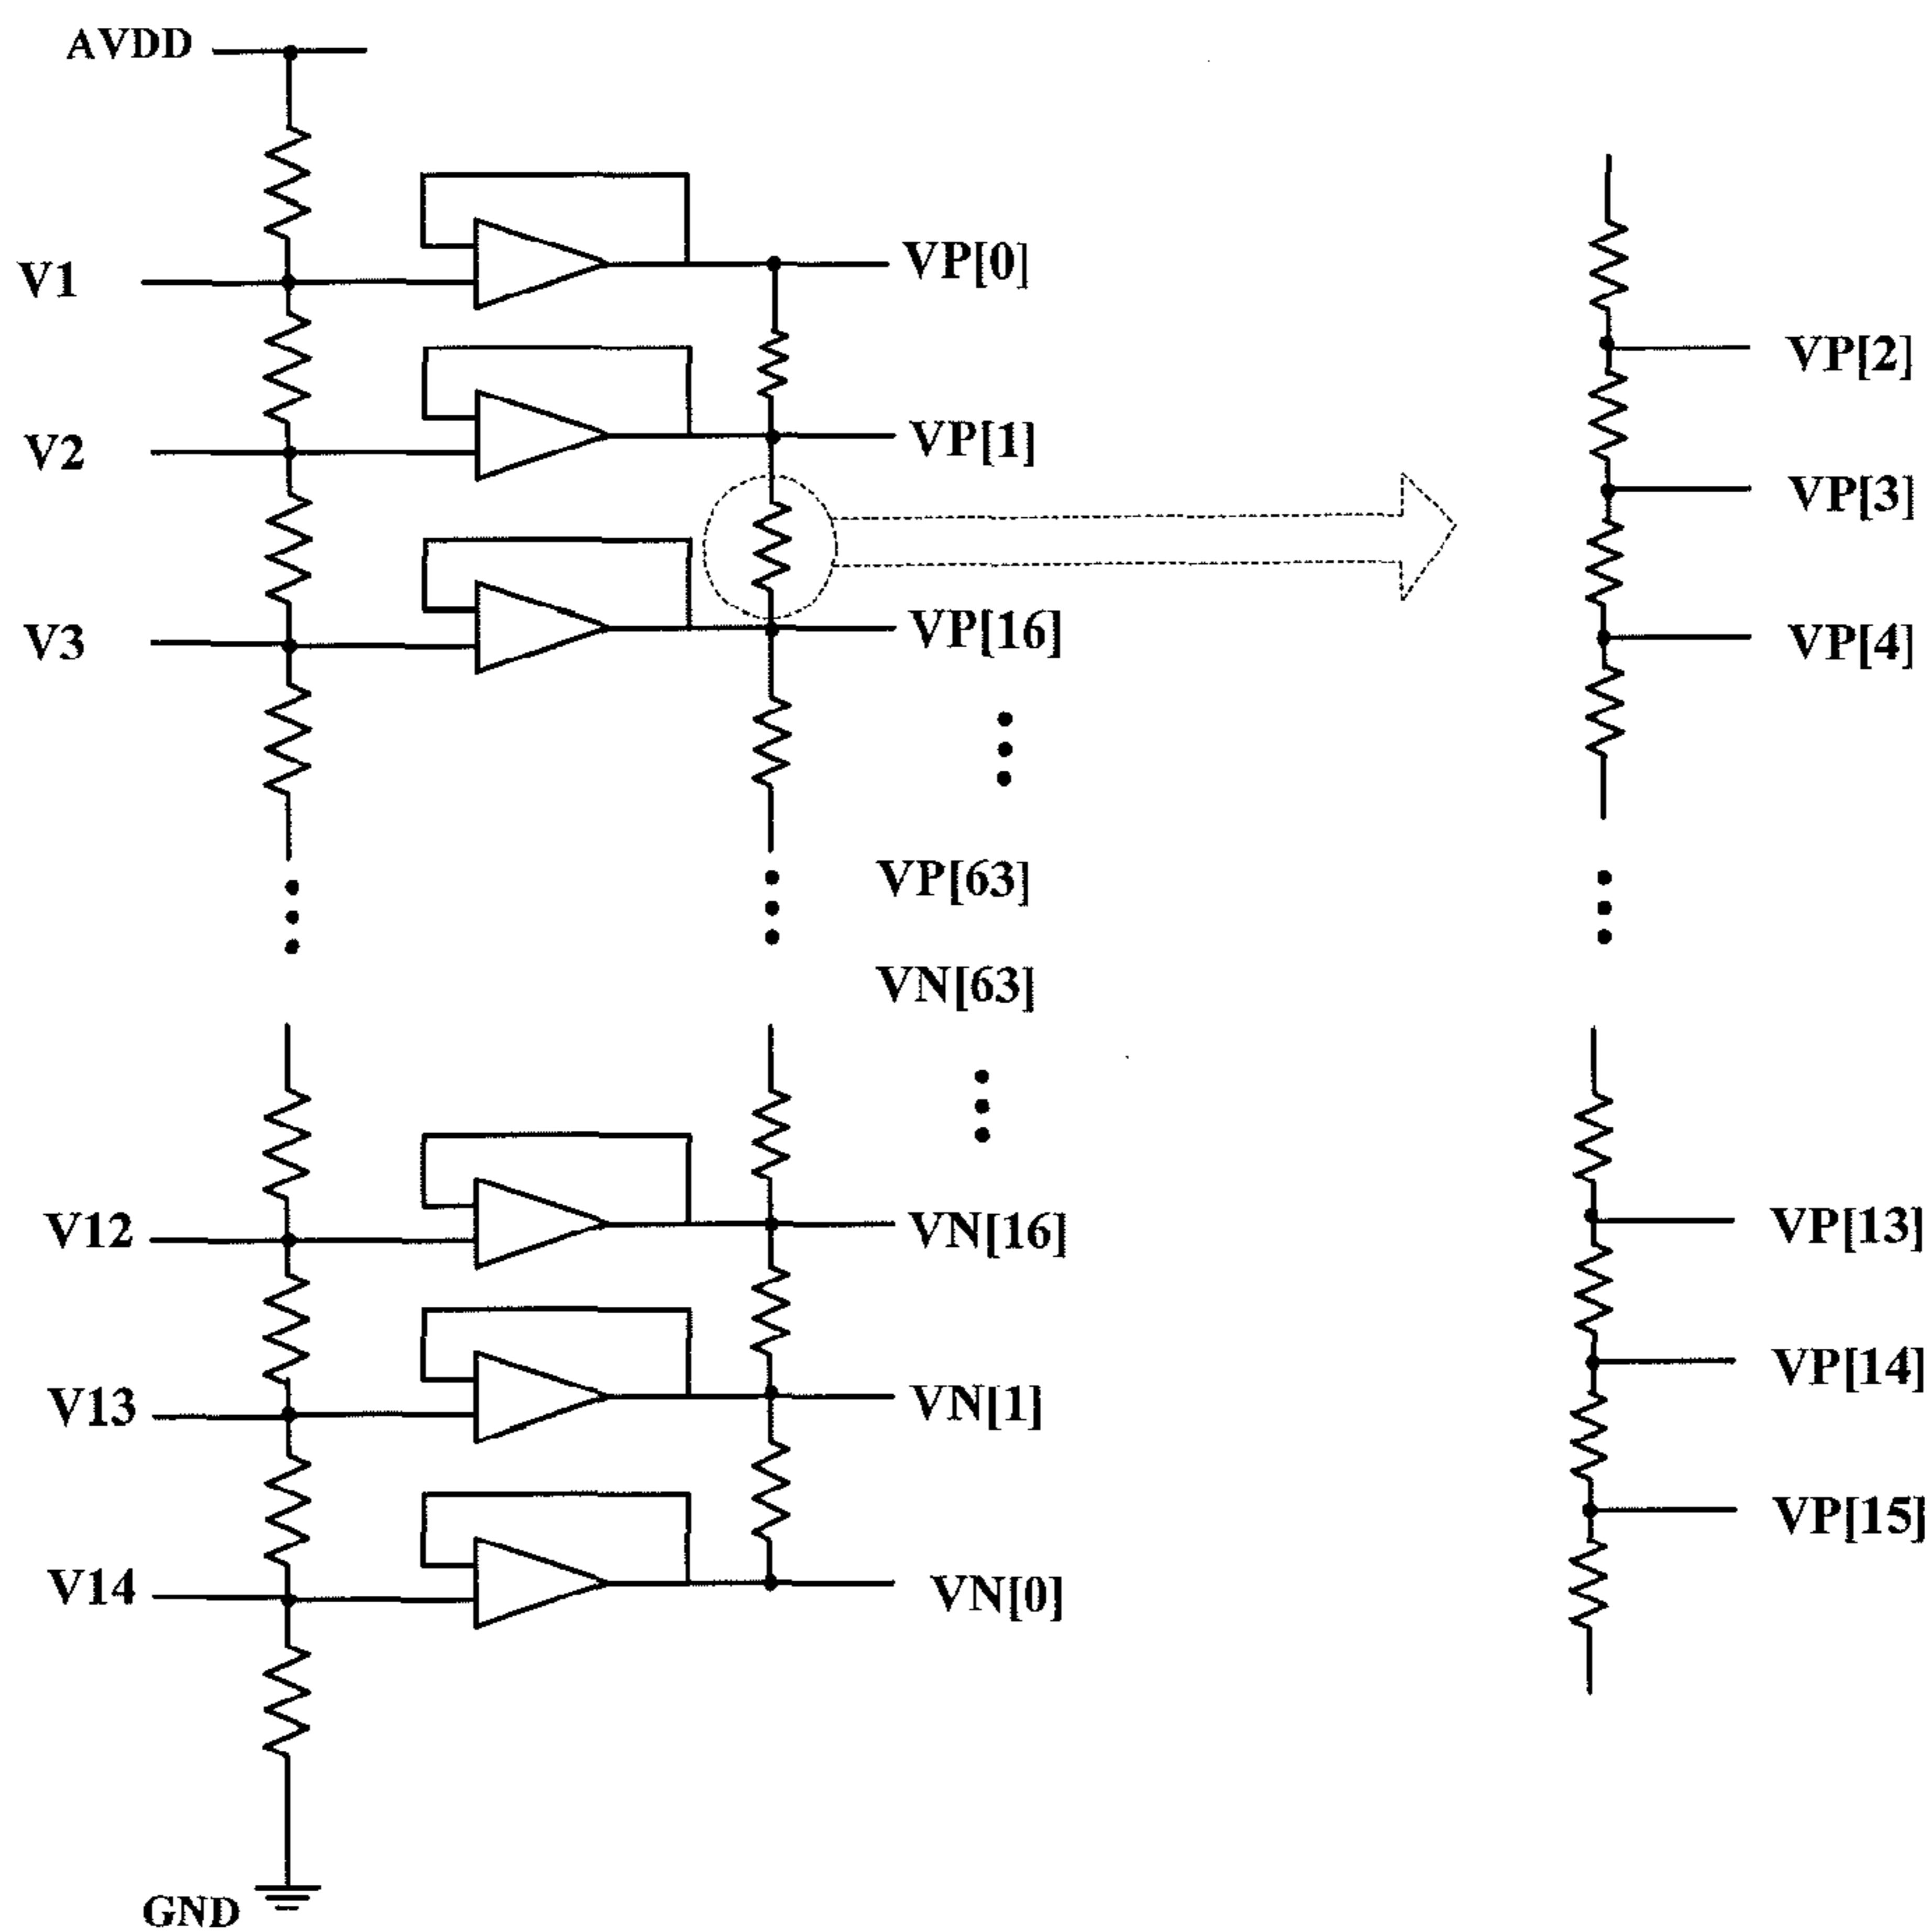 AVDD
V1
VP[0]
V2
VP[1]
V3
VP[16]
VP[63]
VN[63]
V12
VN[16]
V13
VN[1]
V14
VN[0]
GND
VP[2]
VP[3]
VP[4]
VP[13]
VP[14]
VP[15]